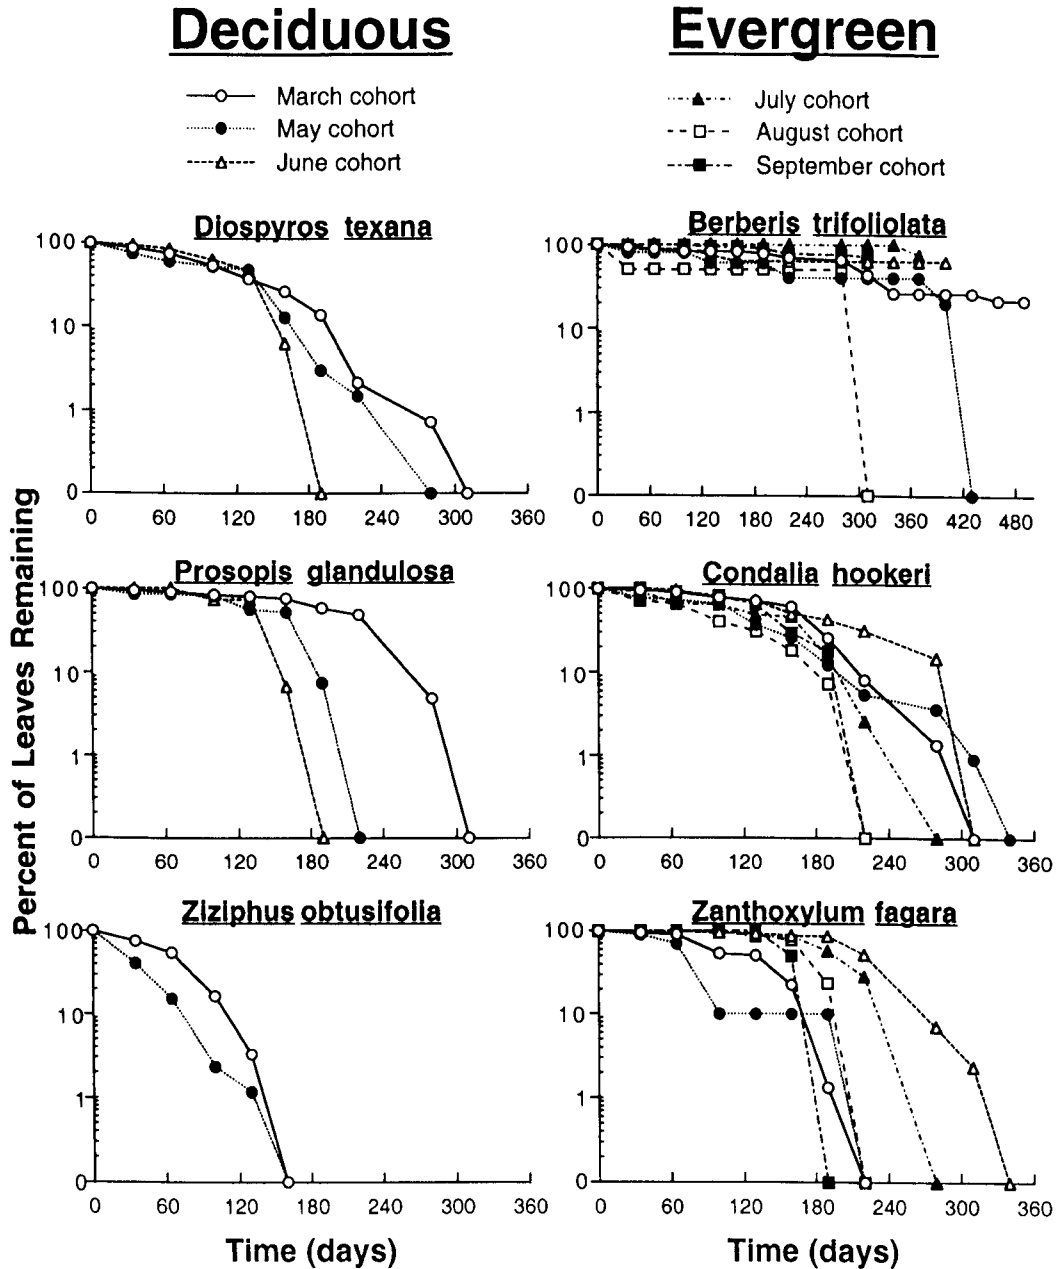 Deciduous
Evergreen
March cohort
May cohort
June cohort
July cohort
August cohort
September cohort
Percent of Leaves Remaining
Diospyros texana
100
10
1
0
0 60 120 180 240 300 360
Berberis trifoliolata
100
10
1
0
0 60 120 180 240 300 360 420 480
Prosopis glandulosa
100
10
1
0
0 60 120 180 240 300 360
Condalia hookeri
100
10
1
0
0 60 120 180 240 300 360
Ziziphus obtusifolia
100
10
1
0
0 60 120 180 240 300 360
Zanthoxylum fagara
100
10
1
0
0 60 120 180 240 300 360
Time (days)
Time (days)